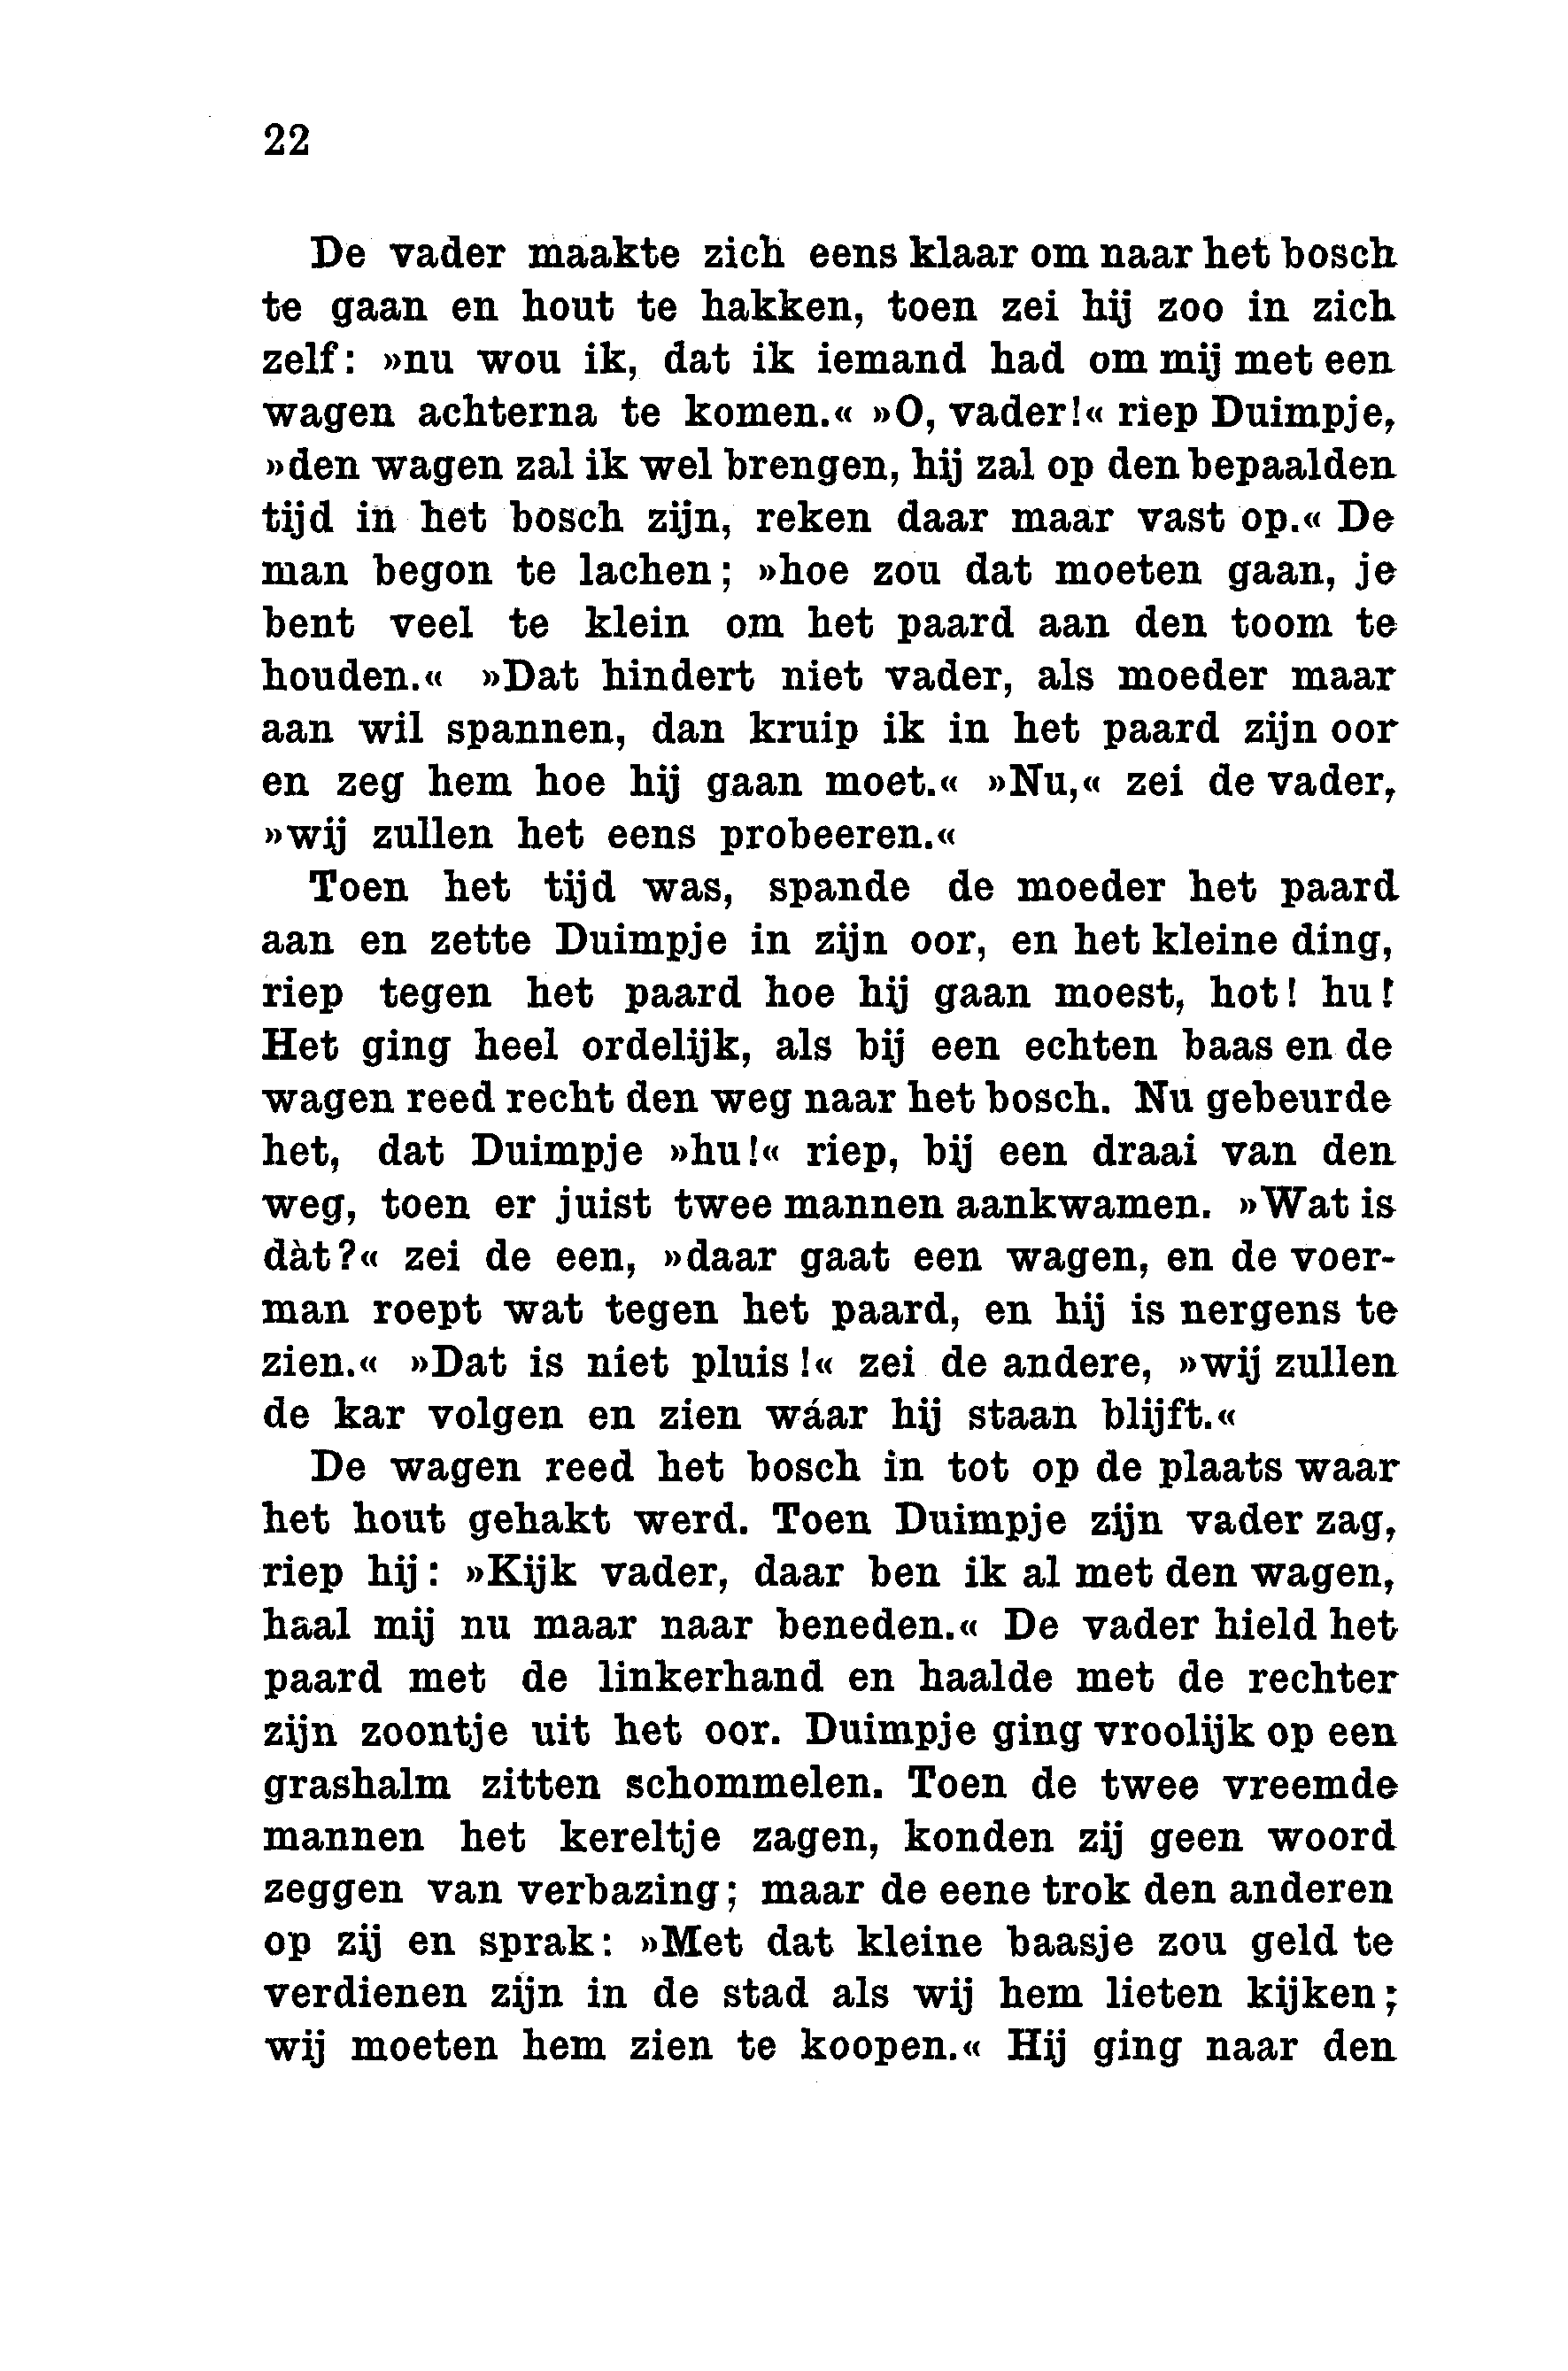 22
De vader maakte zich eens klaar om naar het bosch
te gaan en hout te hakken, toen zei hij zoo in zich
zelf: »nu wou ik, dat ik iemand had om mij met een
wagen achterna te komen.« »O, vader!« riep Duimpje,
»den wagen zal ik wel brengen, hij zal op den bepaalden
tijd in het bosch zijn, reken daar maar vast op.« De
man begon te lachen; »hoe zou dat moeten gaan, je
bent veel te klein om het paard aan den toom te
houden.« »Dat hindert niet vader, als moeder maar
aan wil spannen, dan kruip ik in het paard zijn oor
en zeg hem hoe hij gaan moet.« »Nu,« zei de vader,
»wij zullen het eens probeeren.«
Toen het tijd was, spande de moeder het paard
aan en zette Duimpje in zijn oor, en het kleine ding,
riep tegen het paard hoe hij gaan moest, hot! hu!
Het ging heel ordelijk, als bij een echten baas en de
wagen reed recht den weg naar het bosch. Nu gebeurde
het, dat Duimpje »hu!« riep, bij een draai van den
weg, toen er juist twee mannen aankwamen. »Wat is
dàt?« zei de een, »daar gaat een wagen, en de voer-
man roept wat tegen het paard, en hij is nergens te
zien.« »Dat is niet pluis!« zei de andere, »wij zullen
de kar volgen en zien wáar hij staan blijft.«
De wagen reed het bosch in tot op de plaats waar
het hout gehakt werd. Toen Duimpje zijn vader zag,
riep hij: »Kijk vader, daar ben ik al met den wagen,
haal mij nu maar naar beneden.« De vader hield het
paard met de linkerhand en haalde met de rechter
zijn zoontje uit het oor. Duimpje ging vroolijk op een
grashalm zitten schommelen. Toen de twee vreemde
mannen het kereltje zagen, konden zij geen woord
zeggen van verbazing; maar de eene trok den anderen
op zij en sprak: »Met dat kleine baasje zou geld te
verdienen zijn in de stad als wij hem lieten kijken;
wij moeten hem zien te koopen.« Hij ging naar den